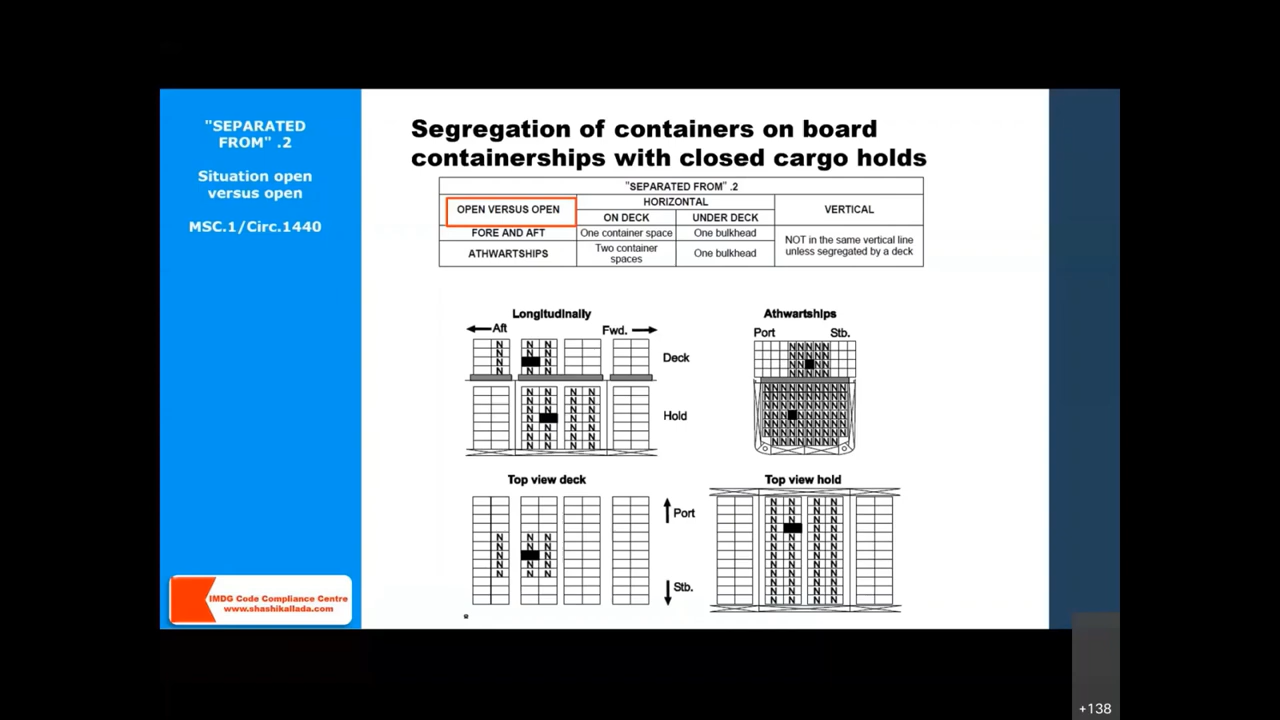 "SEPARATED
FROM" .2
Situation open
versus open
MSC.1/Circ.1440
Segregation of containers on board
containerships with closed cargo holds
"SEPARATED FROM" .2
OPEN VERSUS OPEN
HORIZONTAL
VERTICAL
ON DECK
UNDER DECK
FORE AND AFT
One container space
One bulkhead
NOT in the same vertical line
unless segregated by a deck
ATHWARTSHIPS
Two container
spaces
One bulkhead
Longitudinally
Aft
Fwd.
Deck
Hold
Athwartships
Port
Stb.
Top view deck
Port
Stb.
Top view hold
IMDG Code Compliance Centre
www.shashikallada.com
+138